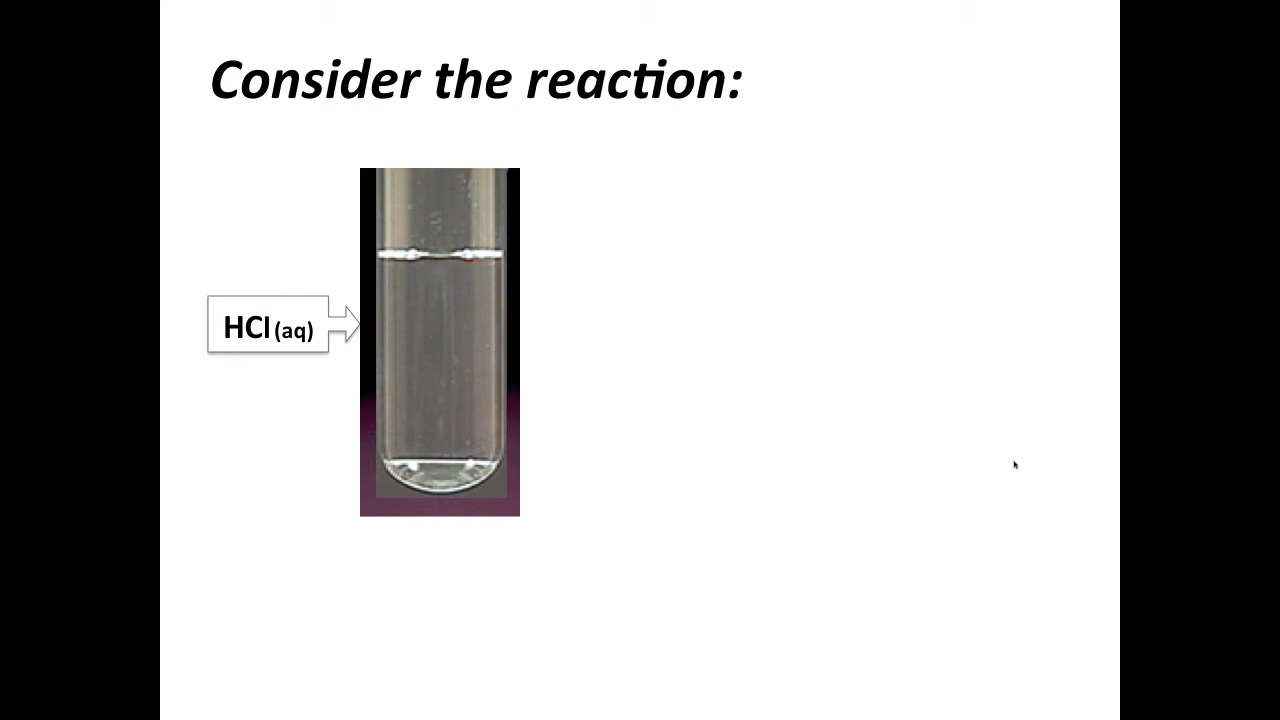 Consider the reaction:
HCl (aq)